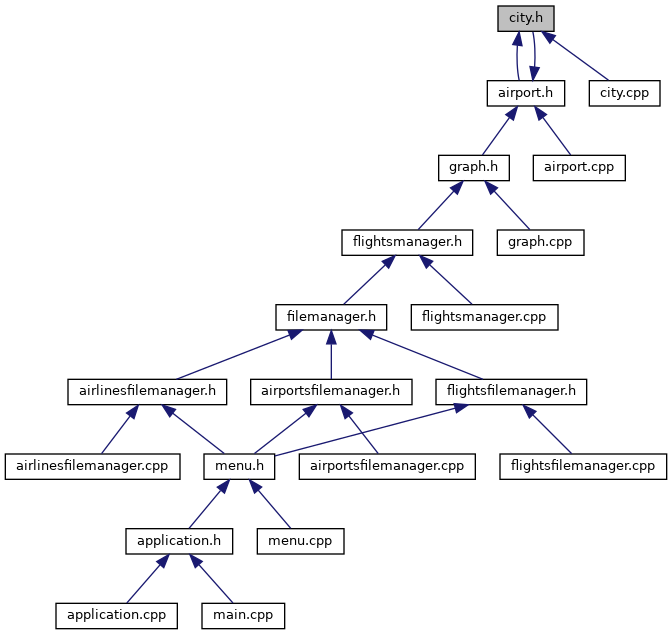 city.h
airport.h
city.cpp
graph.h
airport.cpp
flightsmanager.h
graph.cpp
filemanager.h
flightsmanager.cpp
airlinesfilemanager.h
airportsfilemanager.h
flightsfilemanager.h
airlinesfilemanager.cpp
menu.h
airportsfilemanager.cpp
flightsfilemanager.cpp
application.h
menu.cpp
application.cpp
main.cpp